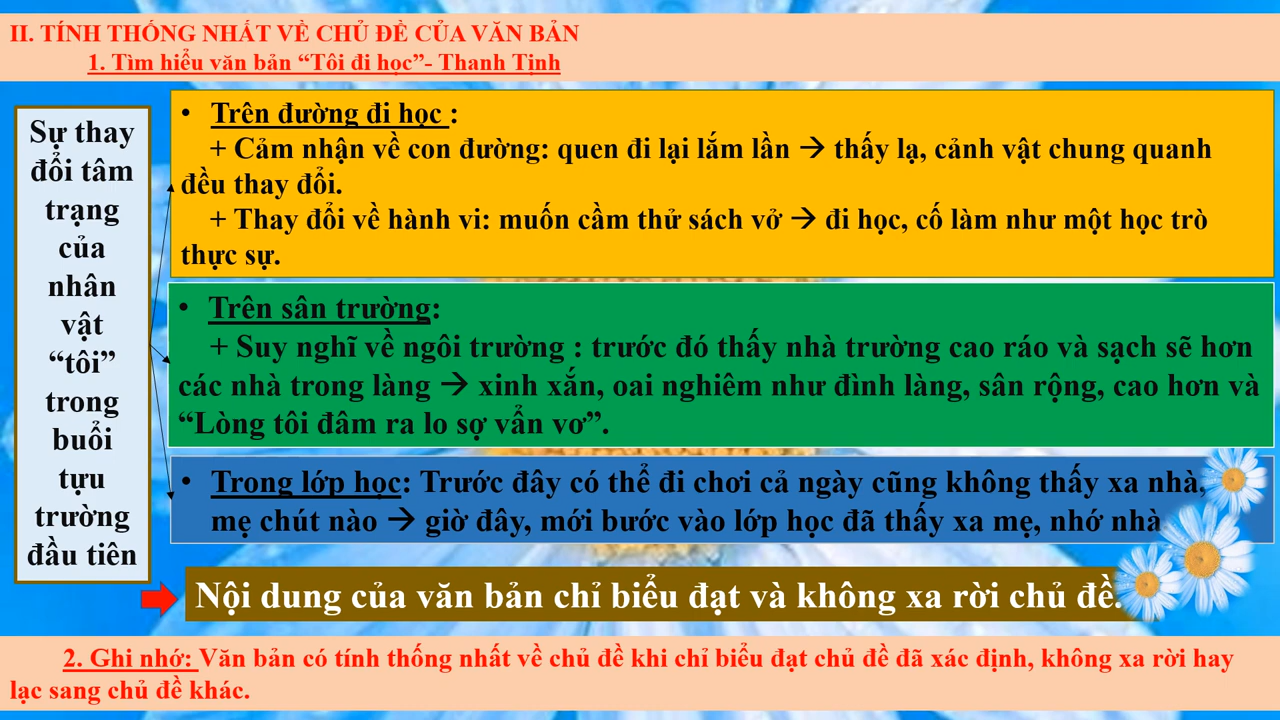 II. TÍNH THỐNG NHẤT VỀ CHỦ ĐỀ CỦA VĂN BẢN
1. Tìm hiểu văn bản “Tôi đi học”- Thanh Tịnh
Sự thay
đổi tâm
trạng
của
nhân
vật
“tôi”
trong
buổi
tựu
trường
đầu tiên
• Trên đường đi học :
+ Cảm nhận về con đường: quen đi lại lắm lần → thấy lạ, cảnh vật chung quanh
đều thay đổi.
+ Thay đổi về hành vi: muốn cầm thử sách vở → đi học, cố làm như một học trò
thực sự.
• Trên sân trường:
+ Suy nghĩ về ngôi trường : trước đó thấy nhà trường cao ráo và sạch sẽ hơn
các nhà trong làng → xinh xắn, oai nghiêm như đình làng, sân rộng, cao hơn và
“Lòng tôi đâm ra lo sợ vẩn vơ”.
• Trong lớp học: Trước đây có thể đi chơi cả ngày cũng không thấy xa nhà,
mẹ chút nào → giờ đây, mới bước vào lớp học đã thấy xa mẹ, nhớ nhà
Nội dung của văn bản chỉ biểu đạt và không xa rời chủ đề.
2. Ghi nhớ: Văn bản có tính thống nhất về chủ đề khi chỉ biểu đạt chủ đề đã xác định, không xa rời hay
lạc sang chủ đề khác.